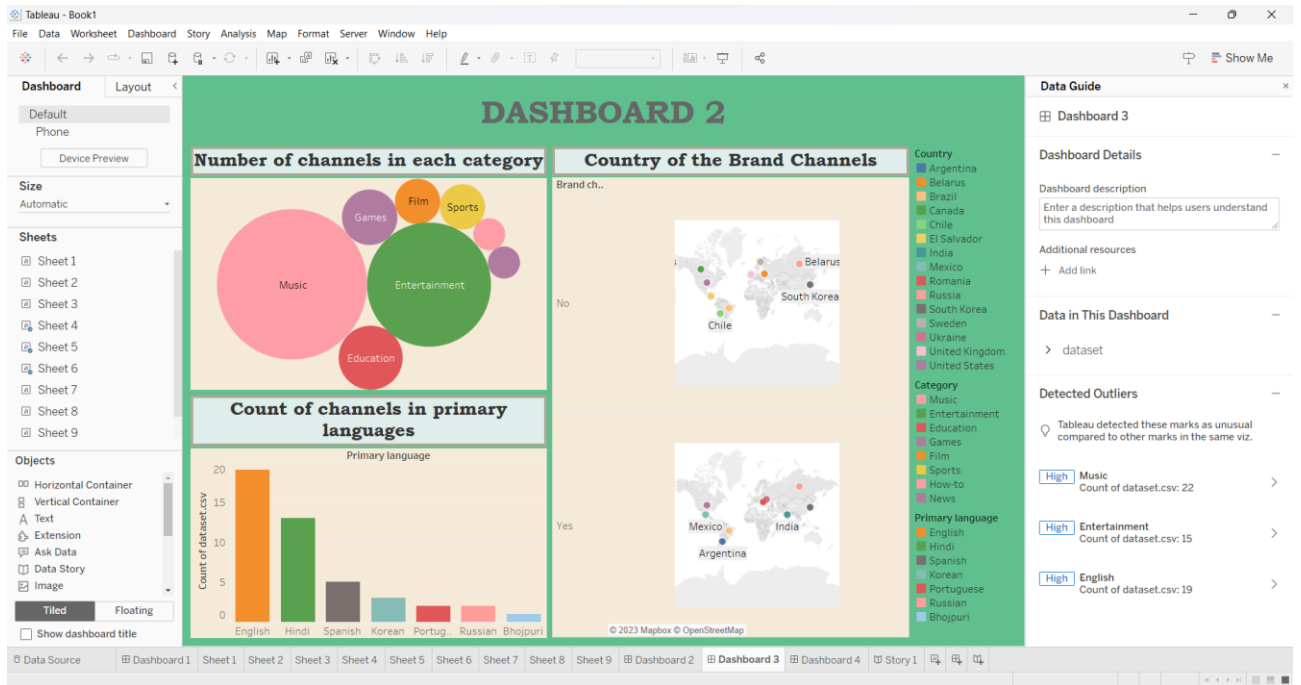 Tableau - Book1
File Data Worksheet Dashboard Story Analysis Map Format Server Window Help
Show Me
Dashboard Layout
Default
Phone
Device Preview
Size
Automatic
Sheets
Sheet 1
Sheet 2
Sheet 3
Sheet 4
Sheet 5
Sheet 6
Sheet 7
Sheet 8
Sheet 9
Objects
Horizontal Container
Vertical Container
Text
Extension
Ask Data
Data Story
Image
Tiled Floating
Show dashboard title
DASHBOARD 2
Number of channels in each category
Music
Games
Film
Sports
Entertainment
Education
Count of channels in primary
languages
Primary language
Count of dataset.csv
20
15
10
5
0
English Hindi Spanish Korean Portug.. Russian Bhojpuri
Country of the Brand Channels
Brand ch..
No
Belarus
South Korea
Chile
Yes
Mexico
India
Argentina
© 2023 Mapbox © OpenStreetMap
Country
Argentina
Belarus
Brazil
Canada
Chile
El Salvador
India
Mexico
Romania
Russia
South Korea
Sweden
Ukraine
United Kingdom
United States
Category
Music
Entertainment
Education
Games
Film
Sports
How-to
News
Primary language
English
Hindi
Spanish
Korean
Portuguese
Russian
Bhojpuri
Data Guide
Dashboard 3
Dashboard Details
Dashboard description
Enter a description that helps users understand
this dashboard
Additional resources
Add link
Data in This Dashboard
dataset
Detected Outliers
Tableau detected these marks as unusual
compared to other marks in the same viz.
High Music
Count of dataset.csv: 22
High Entertainment
Count of dataset.csv: 15
High English
Count of dataset.csv: 19
Data Source Dashboard 1 Sheet 1 Sheet 2 Sheet 3 Sheet 4 Sheet 5 Sheet 6 Sheet 7 Sheet 8 Sheet 9 Dashboard 2 Dashboard 3 Dashboard 4 Story 1